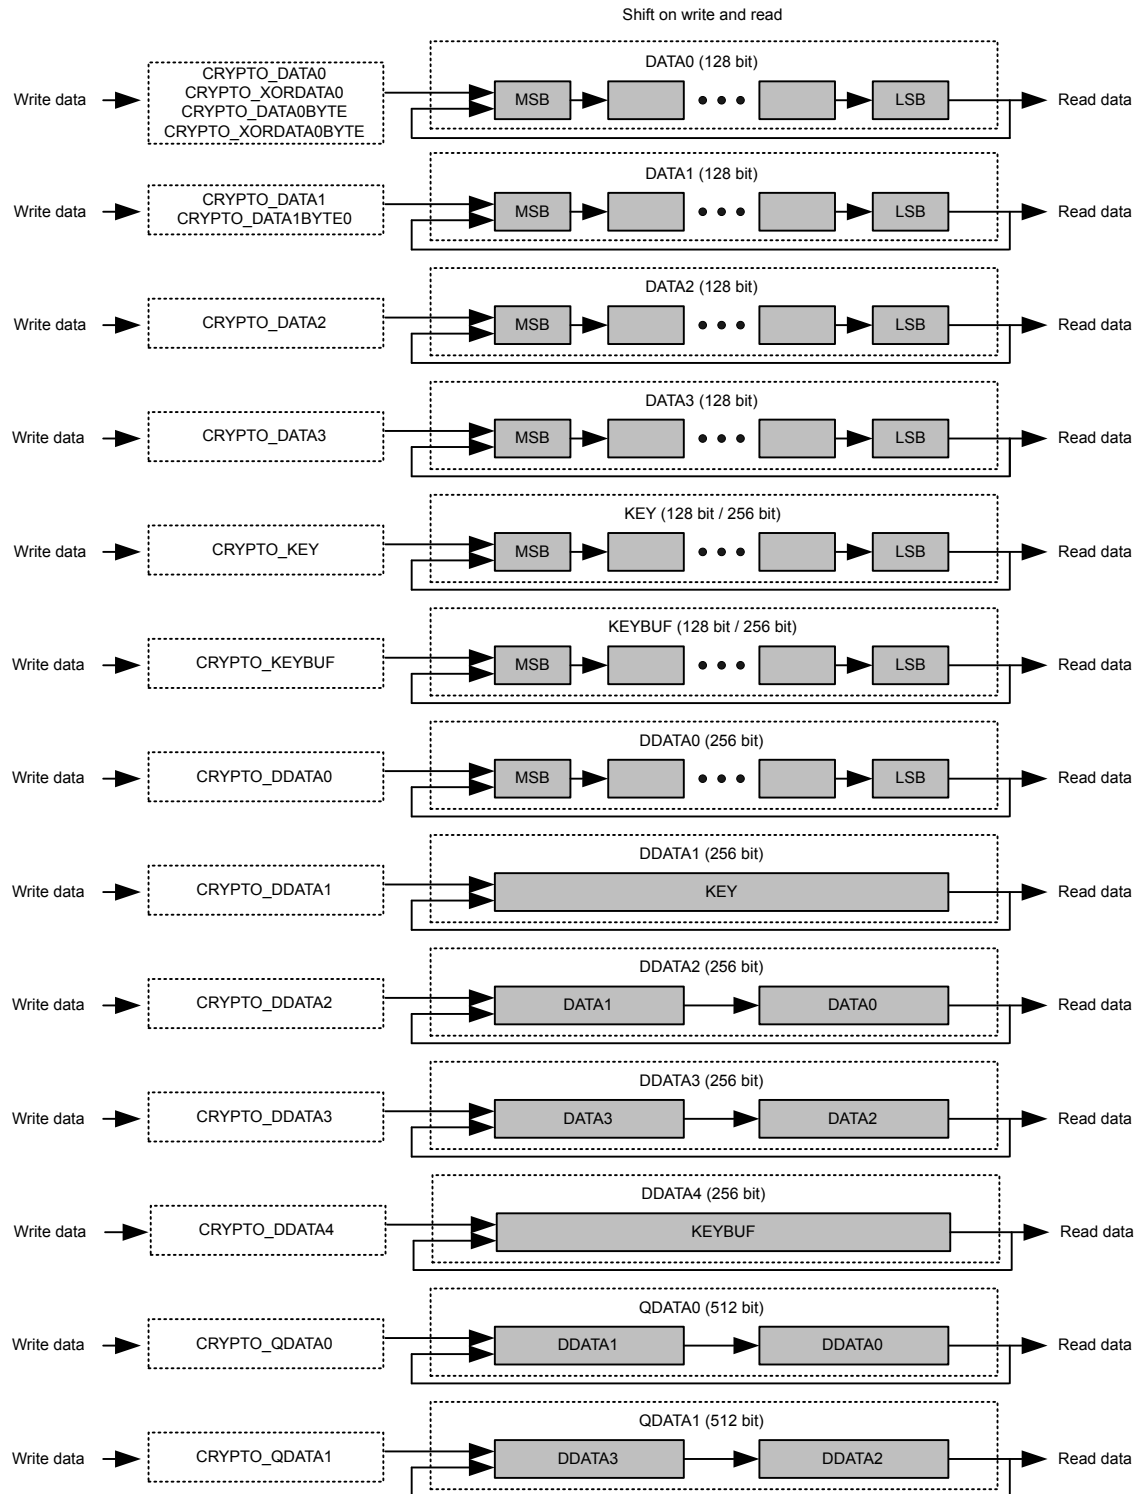 Shift on write and read
DATA0 (128 bit)
Write data
CRYPTO_DATA0
CRYPTO_XORDATA0
CRYPTO_DATA0BYTE
CRYPTO_XORDATA0BYTE
MSB
LSB
Read data
DATA1 (128 bit)
Write data
CRYPTO_DATA1
CRYPTO_DATA1BYTE0
MSB
LSB
Read data
DATA2 (128 bit)
Write data
CRYPTO_DATA2
MSB
LSB
Read data
DATA3 (128 bit)
Write data
CRYPTO_DATA3
MSB
LSB
Read data
KEY (128 bit / 256 bit)
Write data
CRYPTO_KEY
MSB
LSB
Read data
KEYBUF (128 bit / 256 bit)
Write data
CRYPTO_KEYBUF
MSB
LSB
Read data
DDATA0 (256 bit)
Write data
CRYPTO_DDATA0
MSB
LSB
Read data
DDATA1 (256 bit)
Write data
CRYPTO_DDATA1
KEY
Read data
DDATA2 (256 bit)
Write data
CRYPTO_DDATA2
DATA1
DATA0
Read data
DDATA3 (256 bit)
Write data
CRYPTO_DDATA3
DATA3
DATA2
Read data
DDATA4 (256 bit)
Write data
CRYPTO_DDATA4
KEYBUF
Read data
QDATA0 (512 bit)
Write data
CRYPTO_QDATA0
DDATA1
DDATA0
Read data
QDATA1 (512 bit)
Write data
CRYPTO_QDATA1
DDATA3
DDATA2
Read data